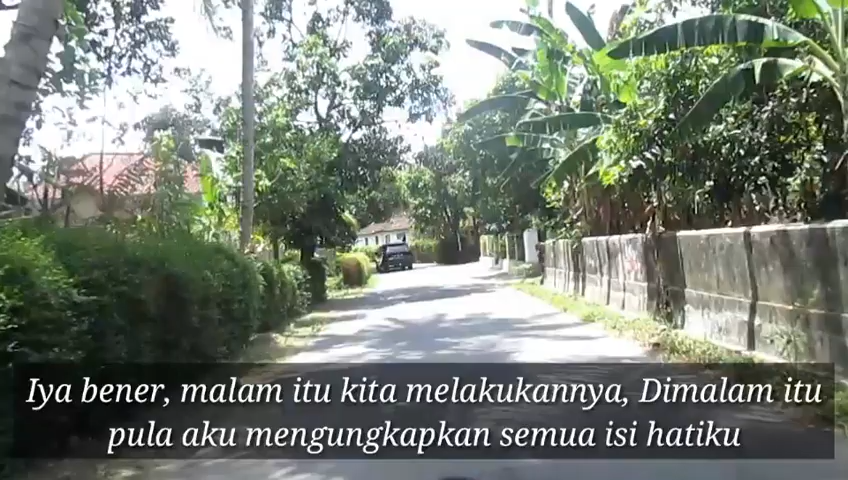 Iya bener, malam itu kita melakukannya, Dimalam itu
pula aku mengungkapkan semua isi hatiku